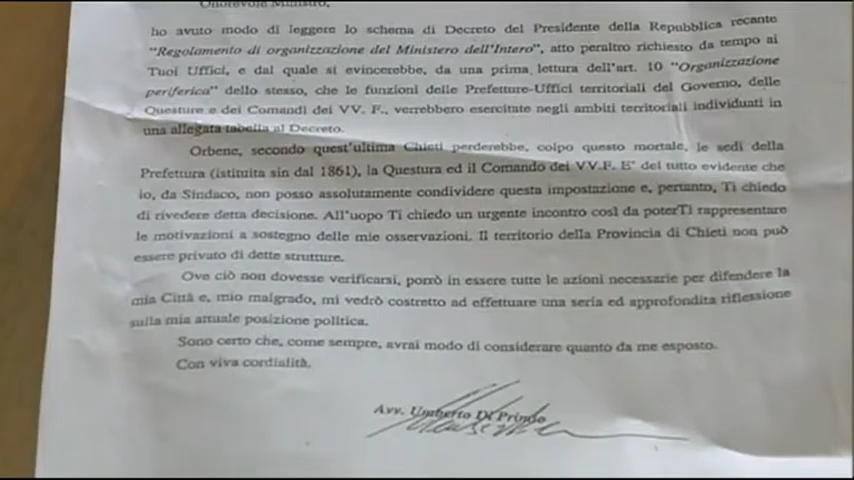 Onorevole Ministro,
ho avuto modo di leggere lo schema di Decreto del Presidente della Repubblica recante
"Regolamento di organizzazione del Ministero dell'Intero", atto peraltro richiesto da tempo ai
Tuoi Uffici, e dal quale si evincerebbe, da una prima lettura dell'art. 10 "Organizzazione
periferica" dello stesso, che le funzioni delle Prefetture-Uffici territoriali del Governo, delle
Questure e dei Comandi dei VV. F., verrebbero esercitate negli ambiti territoriali individuati in
una allegata tabella al Decreto.
Orbene, secondo quest'ultima Chieti perderebbe, colpo questo mortale, le sedi della
Prefettura (istituita sin dal 1861), la Questura ed il Comando dei VV.F. E' del tutto evidente che
io, da Sindaco, non posso assolutamente condividere questa impostazione e, pertanto, Ti chiedo
di rivedere detta decisione. All'uopo Ti chiedo un urgente incontro così da poterTi rappresentare
le motivazioni a sostegno delle mie osservazioni. Il territorio della Provincia di Chieti non può
essere privato di dette strutture.
Ove ciò non dovesse verificarsi, porrò in essere tutte le azioni necessarie per difendere la
mia Città e, mio malgrado, mi vedrò costretto ad effettuare una seria ed approfondita riflessione
sulla mia attuale posizione politica.
Sono certo che, come sempre, avrai modo di considerare quanto da me esposto.
Con viva cordialità.
Avv. Umberto Di Primio